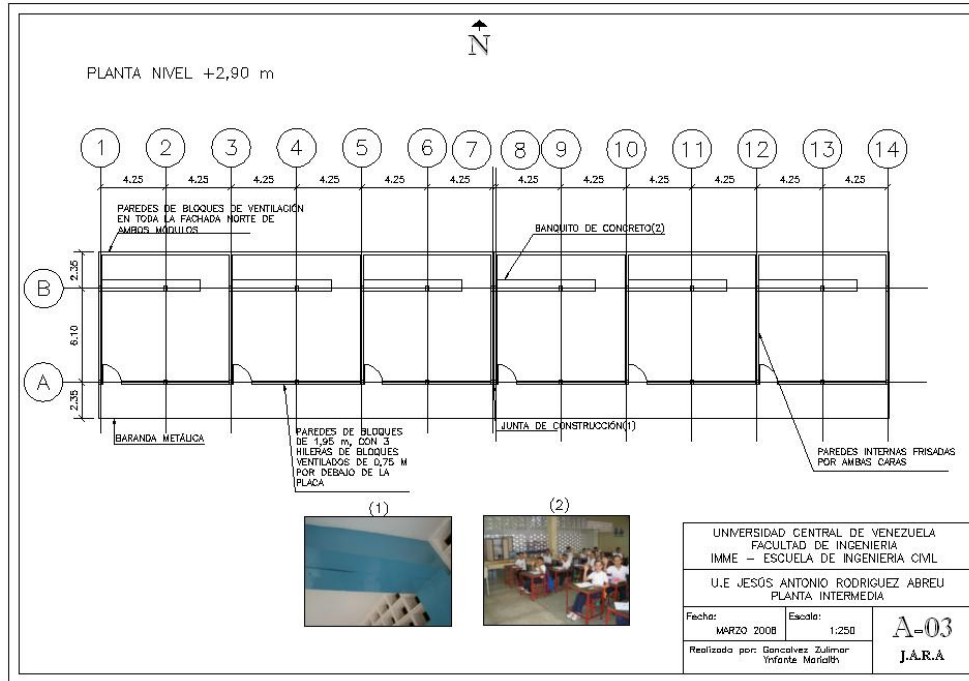 N
PLANTA NIVEL +2,90 m
1 2 3 4 5 6 7 8 9 10 11 12 13 14
4.25 4.25 4.25 4.25 4.25 4.25 4.25 4.25 4.25 4.25 4.25 4.25
PAREDES DE BLOQUES DE VENTILACIÓN
EN TODA LA FACHADA NORTE DE
AMBOS MÓDULOS
BANQUITO DE CONCRETO(2)
2.35
B
6.10
A
2.35
BARANDA METÁLICA
PAREDES DE BLOQUES
DE 1,95 m, CON 3
HILERAS DE BLOQUES
VENTILADOS DE 0,75 M
POR DEBAJO DE LA
PLACA
JUNTA DE CONSTRUCCIÓN(1)
PAREDES INTERNAS FRISADAS
POR AMBAS CARAS
(1)
(2)
UNIVERSIDAD CENTRAL DE VENEZUELA
FACULTAD DE INGENIERIA
IMME – ESCUELA DE INGENIERIA CIVIL
U.E JESÚS ANTONIO RODRIGUEZ ABREU
PLANTA INTERMEDIA
Fecha:
MARZO 2008
Escala:
1:250
Realizado por: Goncalvez Zulimar
Ynfante Marialth
A-03
J.A.R.A